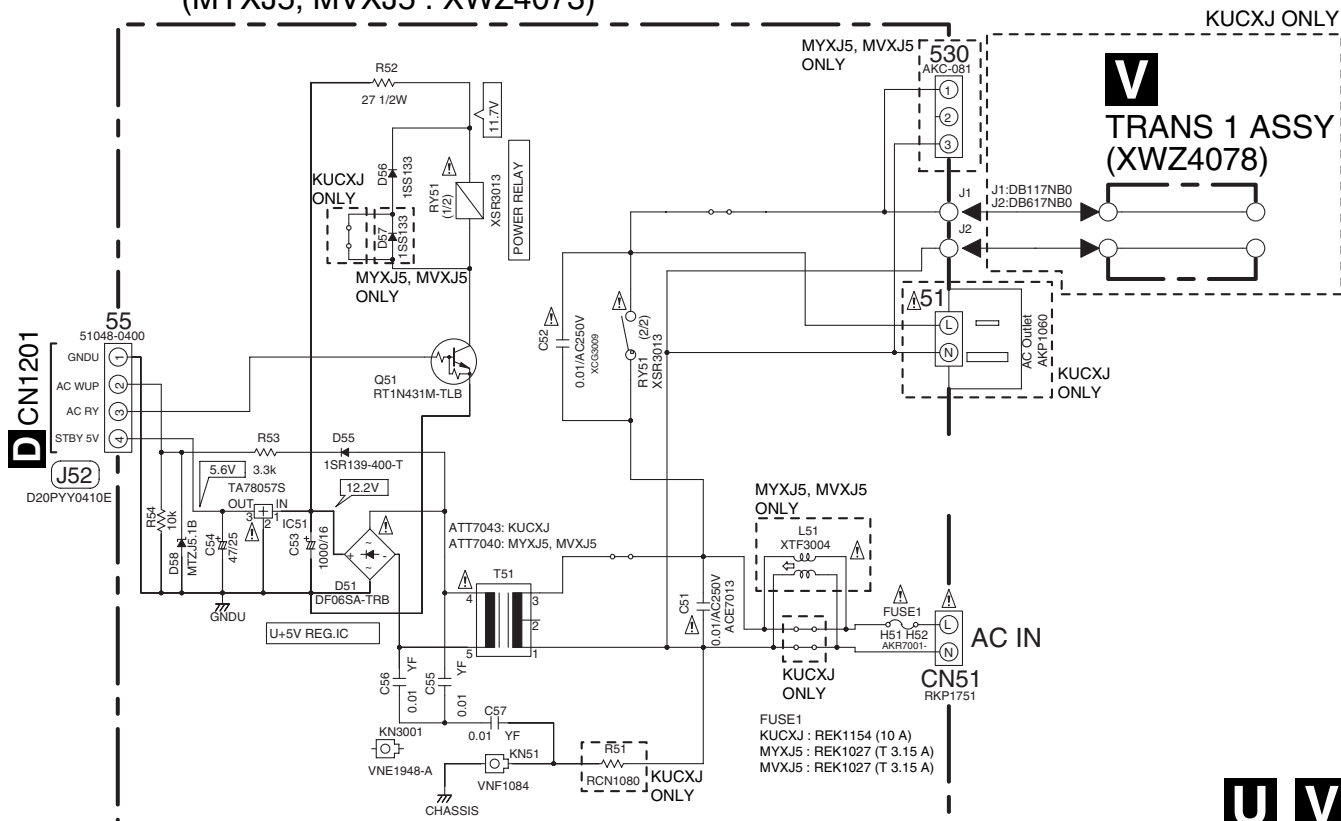 (MYXJ5, MVXJ5 : XWZ4073)
KUCXJ ONLY
MYXJ5, MVXJ5
ONLY
530
AKC-081
1
2
3
V
TRANS 1 ASSY
(XWZ4078)
J1
J2
J1:DB117NB0
J2:DB617NB0
R52
27 1/2W
11.7V
D56
1SS133
KUCXJ
ONLY
D57
1SS133
MYXJ5, MVXJ5
ONLY
RY51
(1/2)
XSR3013
POWER RELAY
C52
0.01/AC250V
XCG3009
RY51
(2/2)
XSR3013
51
L
N
AC Outlet
AKP1060
KUCXJ
ONLY
D CN1201
55
51048-0400
GNDU
1
AC WUP
2
AC RY
3
STBY 5V
4
J52
D20PYY0410E
Q51
RT1N431M-TLB
R53
3.3k
D55
1SR139-400-T
5.6V
TA78057S
OUT
IN
3
2
1
IC51
12.2V
R54
10k
D58
MTZJ5.1B
C54
47/25
C53
1000/16
+
-
~
~
D51
DF06SA-TRB
GNDU
U+5V REG.IC
ATT7043: KUCXJ
ATT7040: MYXJ5, MVXJ5
T51
4
5
3
2
1
C51
0.01/AC250V
ACE7013
MYXJ5, MVXJ5
ONLY
L51
XTF3004
KUCXJ
ONLY
FUSE1
H51 H52
AKR7001-
L
N
AC IN
CN51
RKP1751
FUSE1
KUCXJ : REK1154 (10 A)
MYXJ5 : REK1027 (T 3.15 A)
MVXJ5 : REK1027 (T 3.15 A)
C56
0.01
YF
C55
0.01
YF
C57
0.01 YF
KN3001
VNE1948-A
KN51
VNF1084
CHASSIS
R51
RCN1080
KUCXJ
ONLY
U V